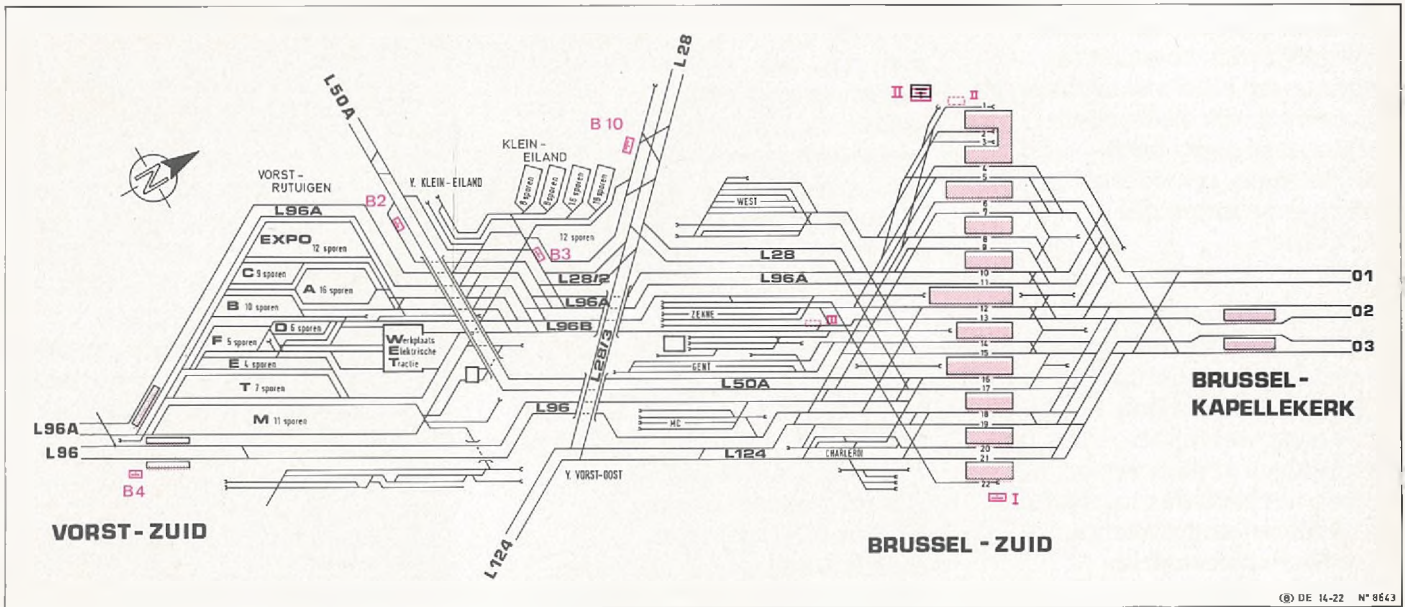 L28
L50A
II
II
B 10
KLEIN-
EILAND
8 sporen
8 sporen
15 sporen
18 sporen
VORST-
RIJTUIGEN
Y. KLEIN-EILAND
B2
L96A
EXPO 12 sporen
12 sporen
B3
WEST
L28
L28/2
L96A
C 9 sporen
A 16 sporen
L96A
B 10 sporen
L96B
ZENNE
III
D 6 sporen
F 5 sporen
Werkplaats
Elektrische
Tractie
L28/3
GENT
E 4 sporen
T 7 sporen
L50A
M 11 sporen
L96
MC
L124
CHARLEROI
L96A
L96
B4
Y. VORST-OOST
L124
1
2
3
4
5
6
7
8
9
10
11
12
13
14
15
16
17
18
19
20
21
22
I
01
02
03
BRUSSEL-
KAPELLEKERK
VORST-ZUID
BRUSSEL-ZUID
DE 14-22 N° 8643